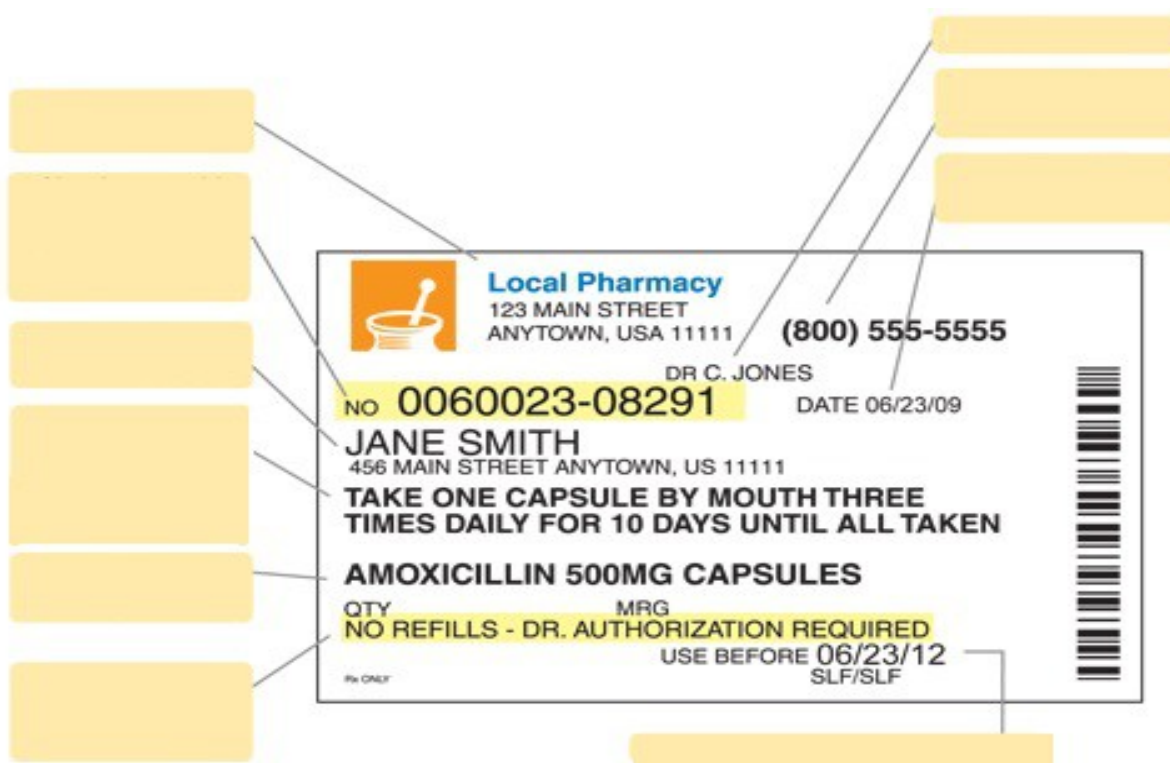 Local Pharmacy
123 MAIN STREET
ANYTOWN, USA 11111
(800) 555-5555
DR C. JONES
NO 0060023-08291
DATE 06/23/09
JANE SMITH
456 MAIN STREET ANYTOWN, US 11111
TAKE ONE CAPSULE BY MOUTH THREE
TIMES DAILY FOR 10 DAYS UNTIL ALL TAKEN
AMOXICILLIN 500MG CAPSULES
QTY MRG
NO REFILLS - DR. AUTHORIZATION REQUIRED
USE BEFORE 06/23/12
SLF/SLF
Rx ONLY